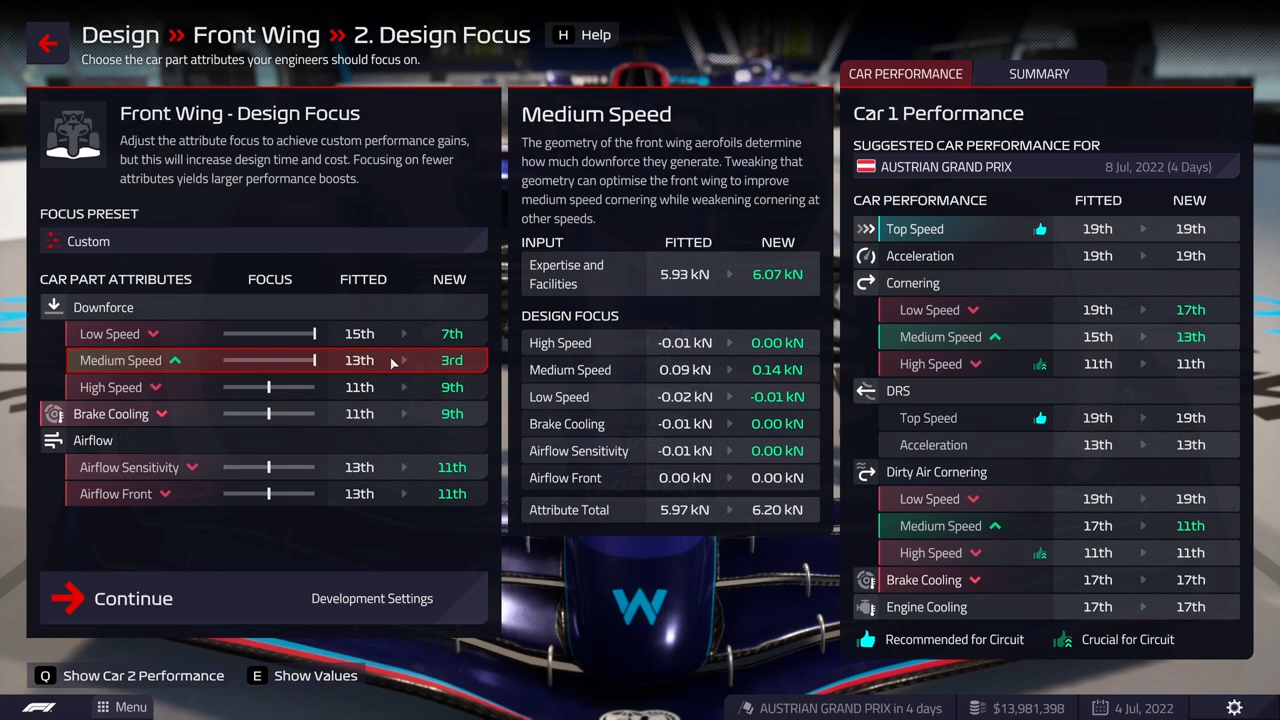 Design » Front Wing » 2. Design Focus H Help
Choose the car part attributes your engineers should focus on.
CAR PERFORMANCE SUMMARY
Front Wing - Design Focus
Adjust the attribute focus to achieve custom performance gains,
but this will increase design time and cost. Focusing on fewer
attributes yields larger performance boosts.
FOCUS PRESET
Custom
CAR PART ATTRIBUTES FOCUS FITTED NEW
Downforce
Low Speed 15th 7th
Medium Speed 13th 3rd
High Speed 11th 9th
Brake Cooling 11th 9th
Airflow
Airflow Sensitivity 13th 11th
Airflow Front 13th 11th
Continue Development Settings
Medium Speed
The geometry of the front wing aerofoils determine
how much downforce they generate. Tweaking that
geometry can optimise the front wing to improve
medium speed cornering while weakening cornering at
other speeds.
INPUT FITTED NEW
Expertise and
Facilities 5.93 kN 6.07 kN
DESIGN FOCUS
High Speed -0.01 kN 0.00 kN
Medium Speed 0.09 kN 0.14 kN
Low Speed -0.02 kN -0.01 kN
Brake Cooling -0.01 kN 0.00 kN
Airflow Sensitivity -0.01 kN 0.00 kN
Airflow Front 0.00 kN 0.00 kN
Attribute Total 5.97 kN 6.20 kN
W
Car 1 Performance
SUGGESTED CAR PERFORMANCE FOR
AUSTRIAN GRAND PRIX 8 Jul, 2022 (4 Days)
CAR PERFORMANCE FITTED NEW
Top Speed 19th 19th
Acceleration 19th 19th
Cornering
Low Speed 19th 17th
Medium Speed 15th 13th
High Speed 11th 11th
DRS
Top Speed 19th 19th
Acceleration 13th 13th
Dirty Air Cornering
Low Speed 19th 19th
Medium Speed 17th 11th
High Speed 11th 11th
Brake Cooling 17th 17th
Engine Cooling 17th 17th
Recommended for Circuit Crucial for Circuit
Q Show Car 2 Performance E Show Values
F1 Menu AUSTRIAN GRAND PRIX in 4 days $13,981,398 4 Jul, 2022